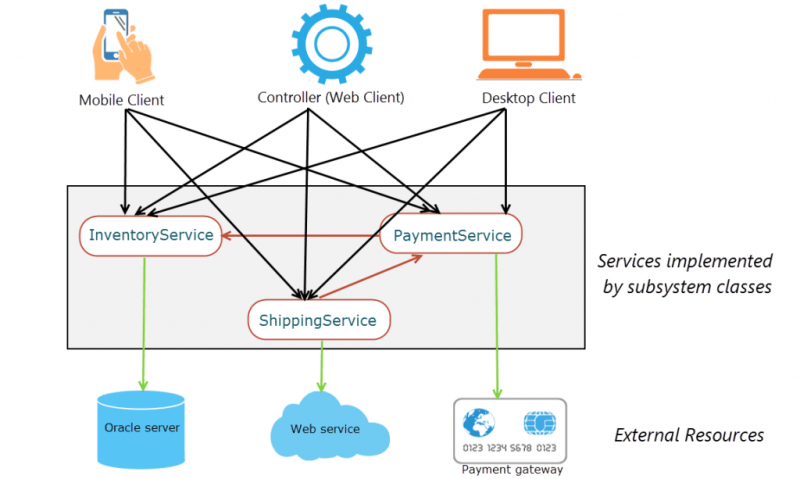 Mobile Client
Controller (Web Client)
Desktop Client
InventoryService
PaymentService
ShippingService
Services implemented
by subsystem classes
Oracle server
Web service
0123 1234 5678 0123
Payment gateway
External Resources